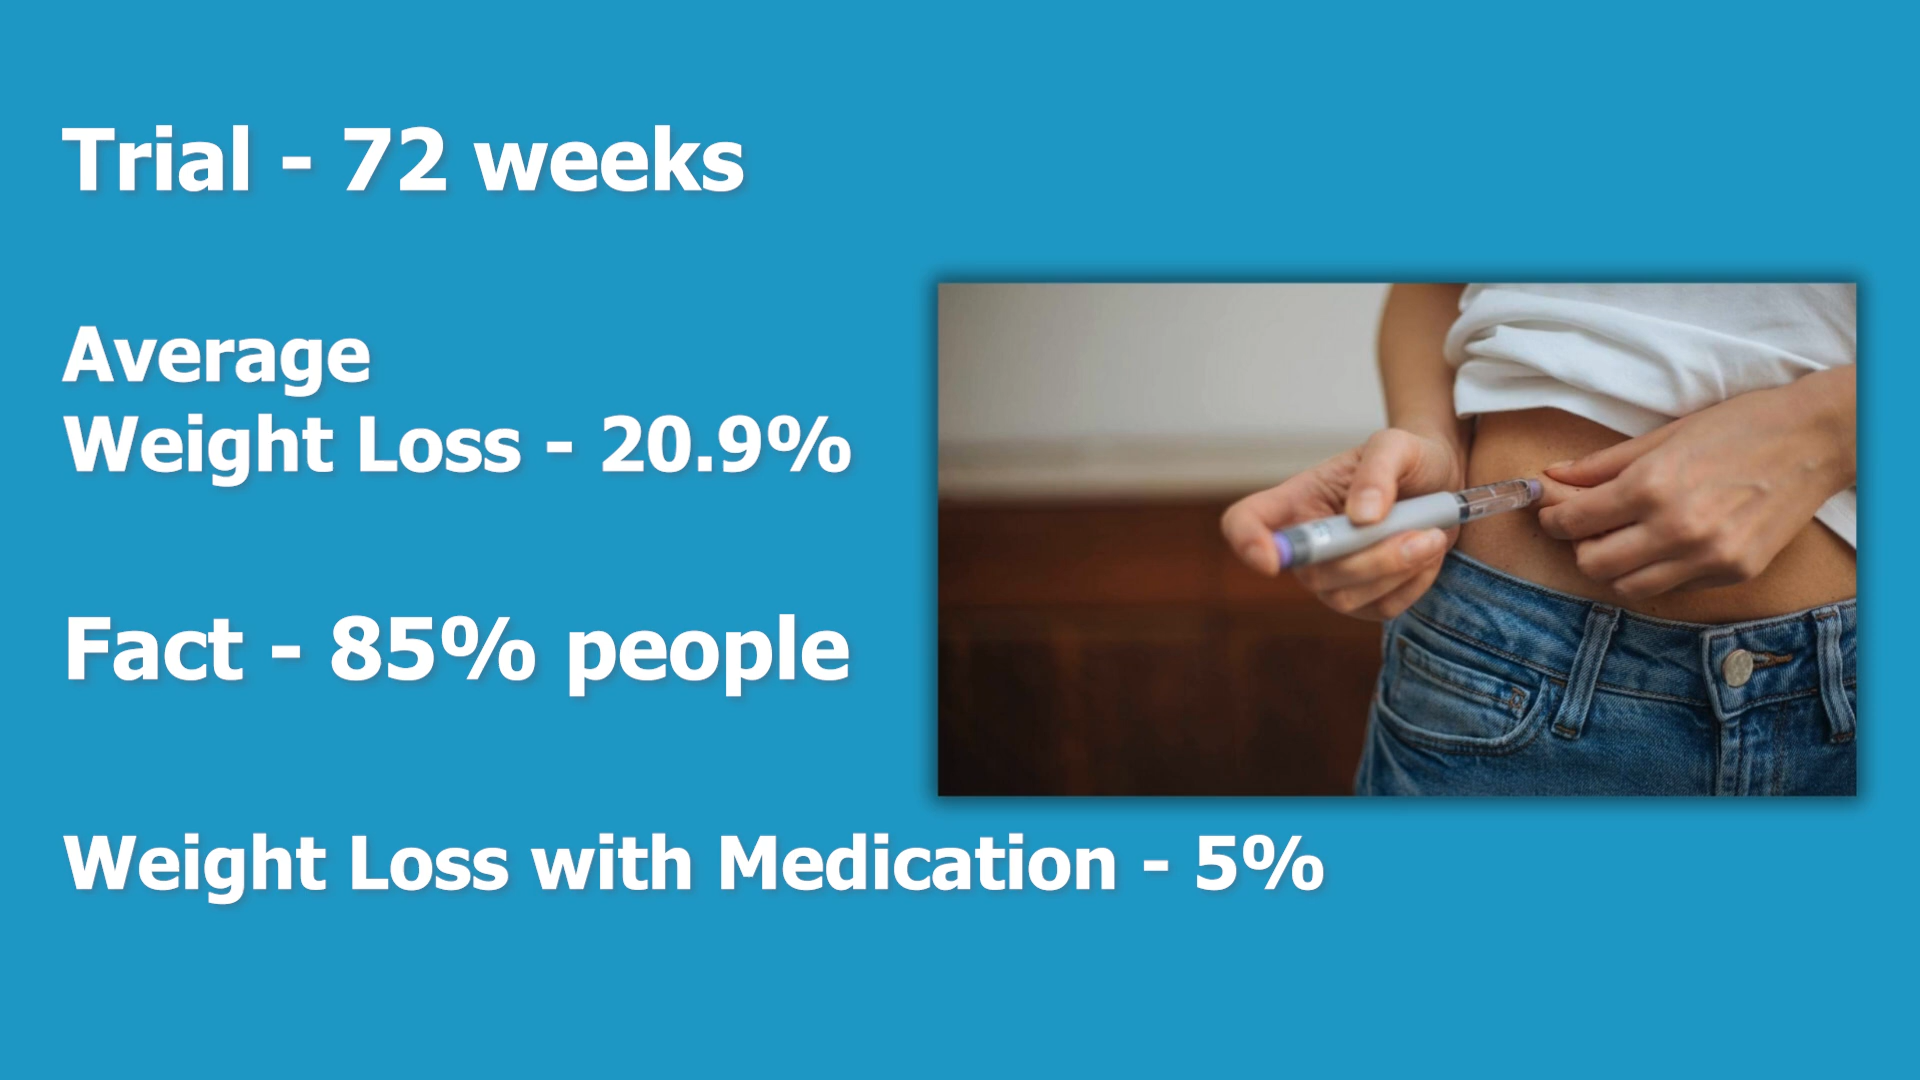 Trial - 72 weeks
Average
Weight Loss - 20.9%
Fact - 85% people
Weight Loss with Medication - 5%